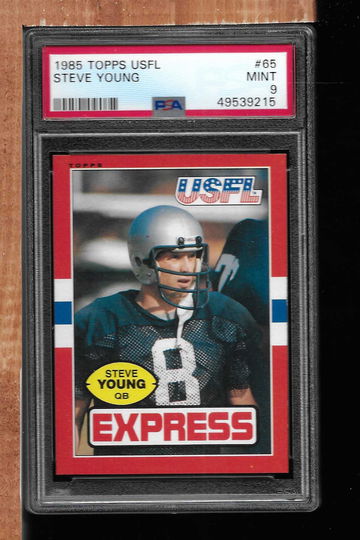 1985 TOPPS USFL #65
STEVE YOUNG MINT
PSA 9
49539215
TOPPS
USFL
8
STEVE
YOUNG
QB
EXPRESS